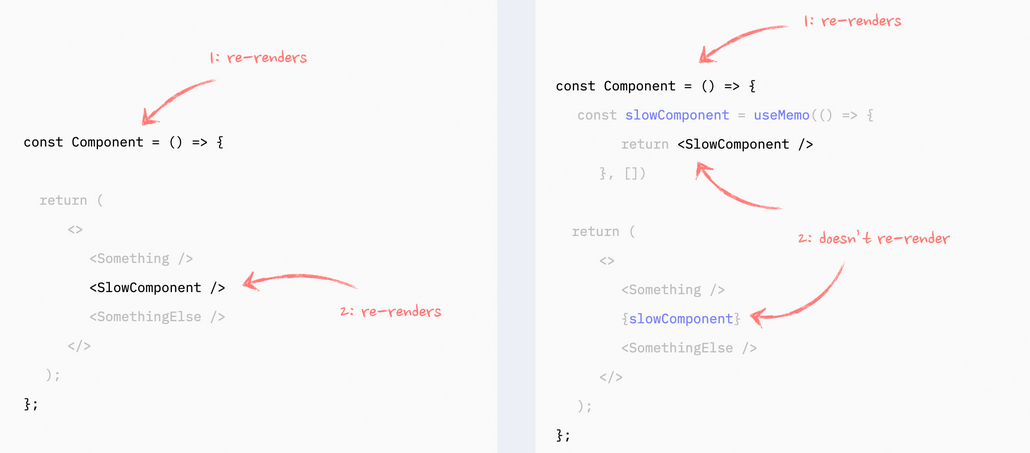 1: re-renders
const Component = () => {
return (
<>
<Something />
<SlowComponent />
2: re-renders
<SomethingElse />
</>
);
};
1: re-renders
const Component = () => {
const slowComponent = useMemo(() => {
return <SlowComponent />
}, [])
2: doesn't re-render
return (
<>
<Something />
{slowComponent}
<SomethingElse />
</>
);
};